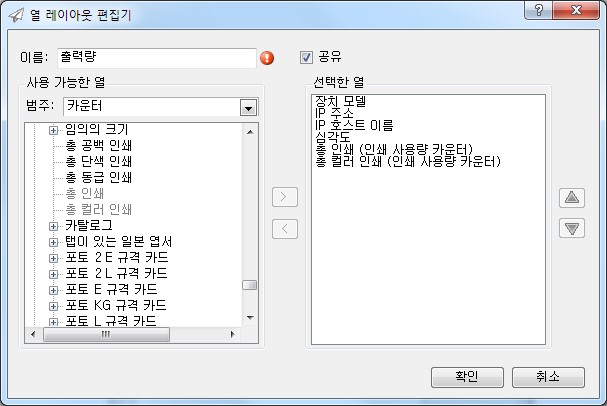 열 레이아웃 편집기
이름: 출력량
공유
사용 가능한 열
범주: 카운터
임의의 크기
총 공백 인쇄
총 단색 인쇄
총 동급 인쇄
총 인쇄
총 컬러 인쇄
카탈로그
탭이 있는 일본 엽서
포토 2E 규격 카드
포토 2L 규격 카드
포토 E 규격 카드
포토 KG 규격 카드
포토 L 규격 카드
선택한 열
장치 모델
IP 주소
IP 호스트 이름
심각도
총 인쇄 (인쇄 사용량 카운터)
총 컬러 인쇄 (인쇄 사용량 카운터)
확인
취소